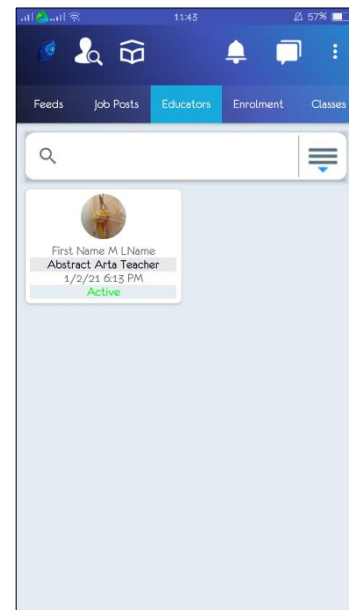 11:43 57%
Feeds Job Posts Educators Enrolment Classes
First Name M LName
Abstract Arta Teacher
1/2/21 6:13 PM
Active